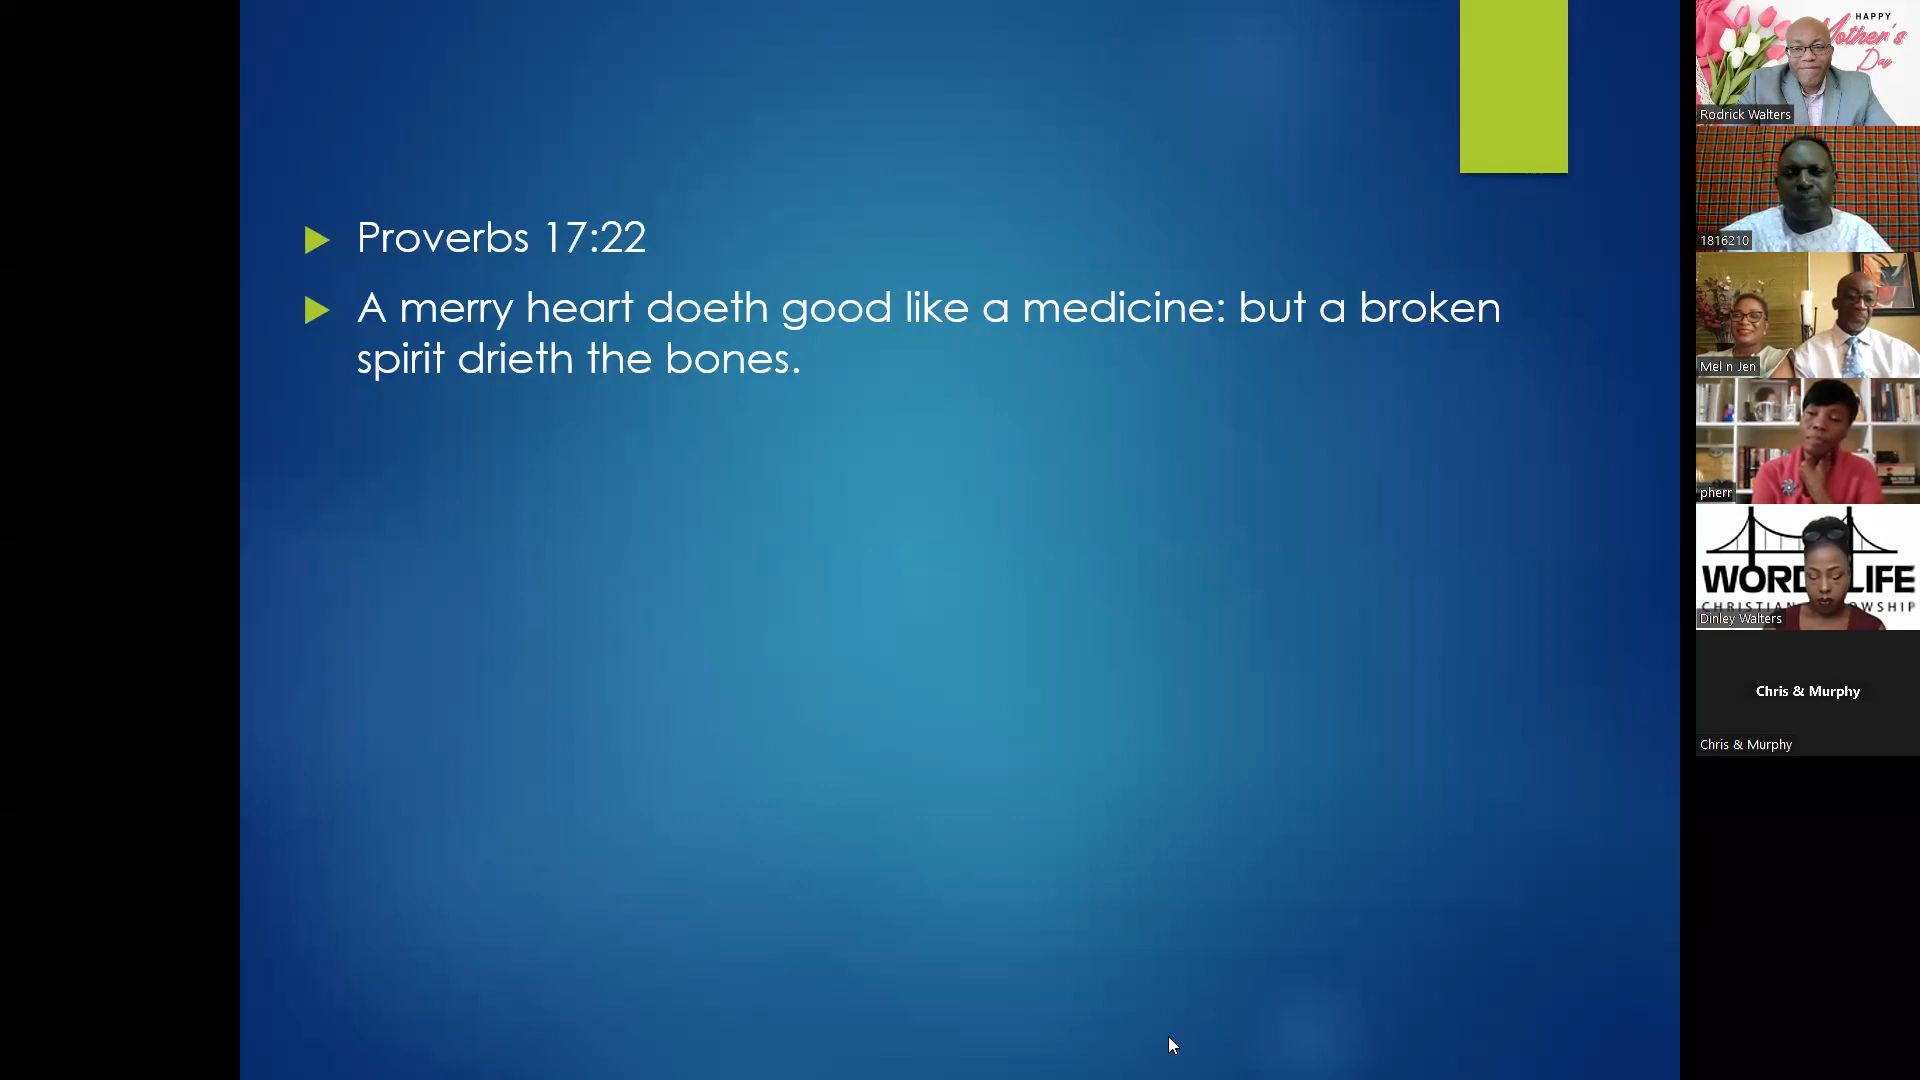 Proverbs 17:22
A merry heart doeth good like a medicine: but a broken
spirit drieth the bones.
HAPPY
Mother's
Day
Rodrick Walters
1816210
Mel n Jen
pherr
WORD LIFE
CHRISTIAN
Dinley Walters
Chris & Murphy
Chris & Murphy